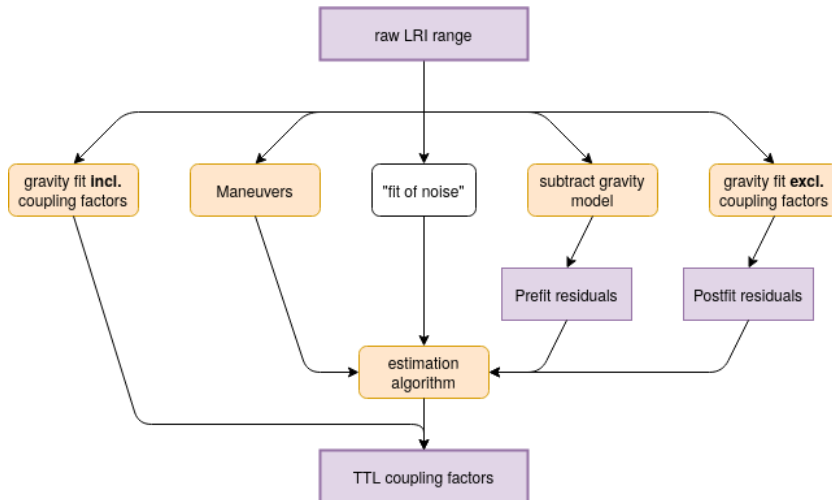 raw LRI range
gravity fit incl.
coupling factors
Maneuvers
"fit of noise"
subtract gravity
model
gravity fit excl.
coupling factors
Prefit residuals
Postfit residuals
estimation
algorithm
TTL coupling factors